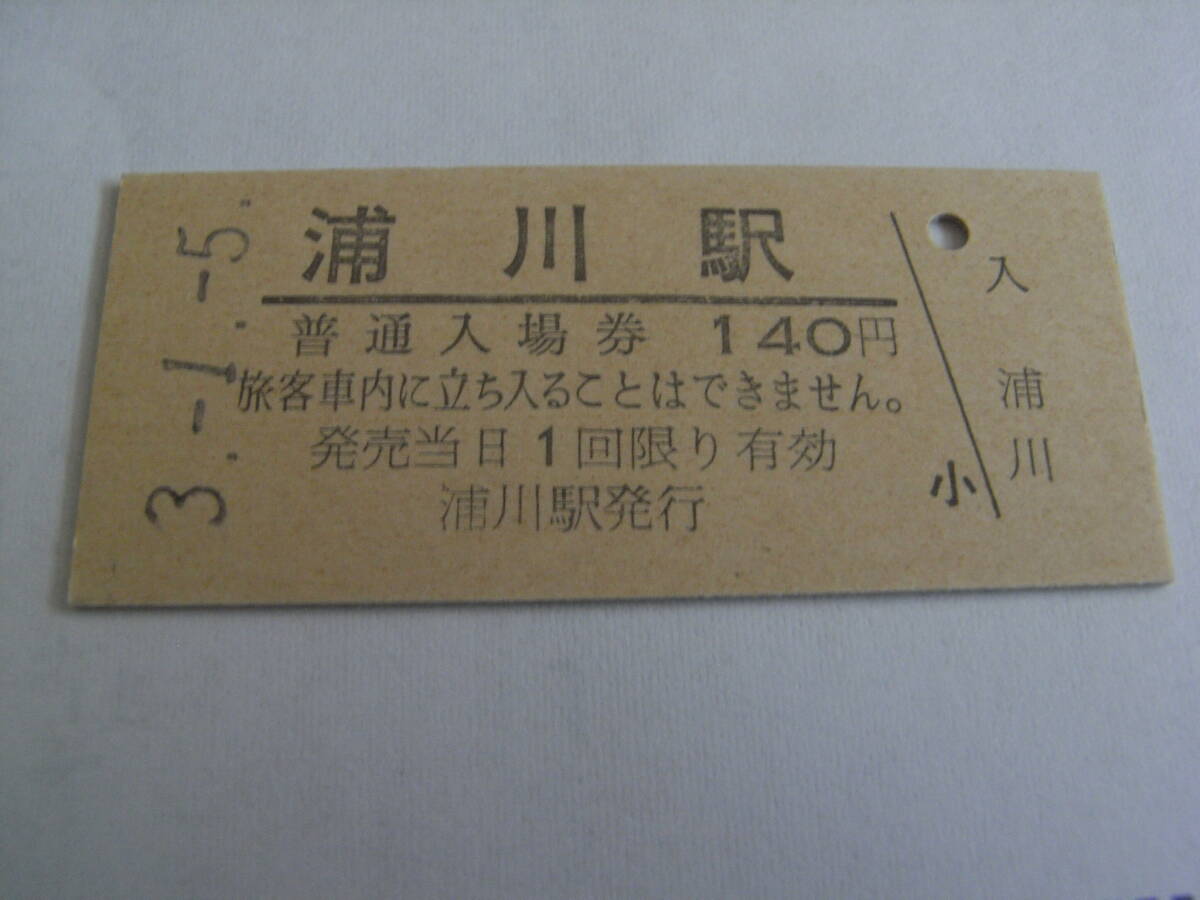 浦川駅
普通入場券 140円
旅客車内に立ち入ることはできません。
発売当日1回限り有効
浦川駅発行
3.-1.-5.
小
入
浦川